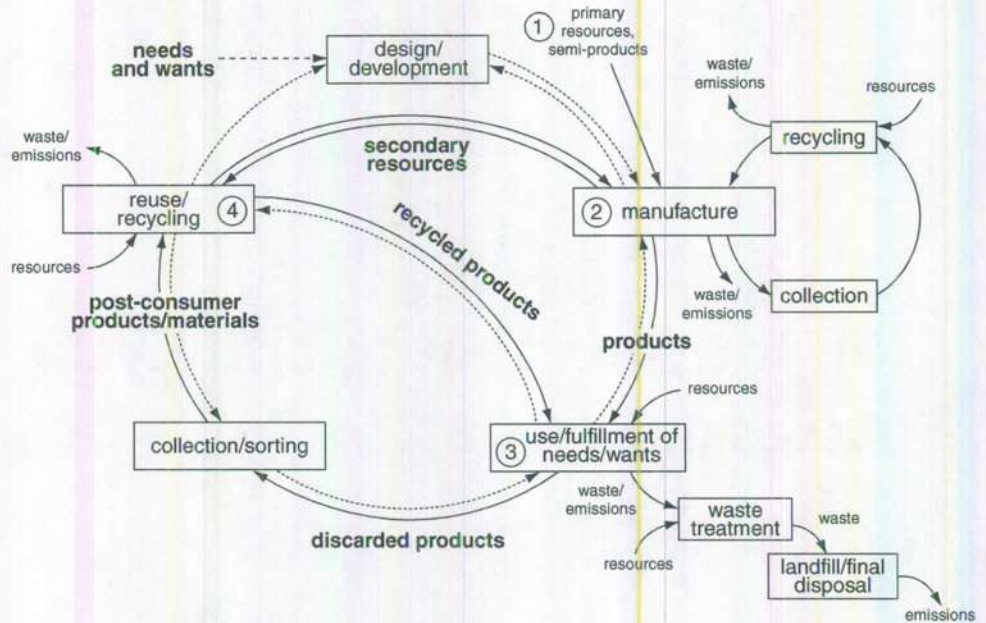 1
primary
resources,
semi-products
needs
and wants
design/
development
waste/
emissions
resources
recycling
secondary
resources
waste/
emissions
reuse/
recycling
4
2
manufacture
recycled products
resources
waste/
emissions
collection
post-consumer
products/materials
products
resources
collection/sorting
3
use/fulfillment of
needs/wants
waste/
emissions
waste
treatment
waste
discarded products
resources
landfill/final
disposal
emissions